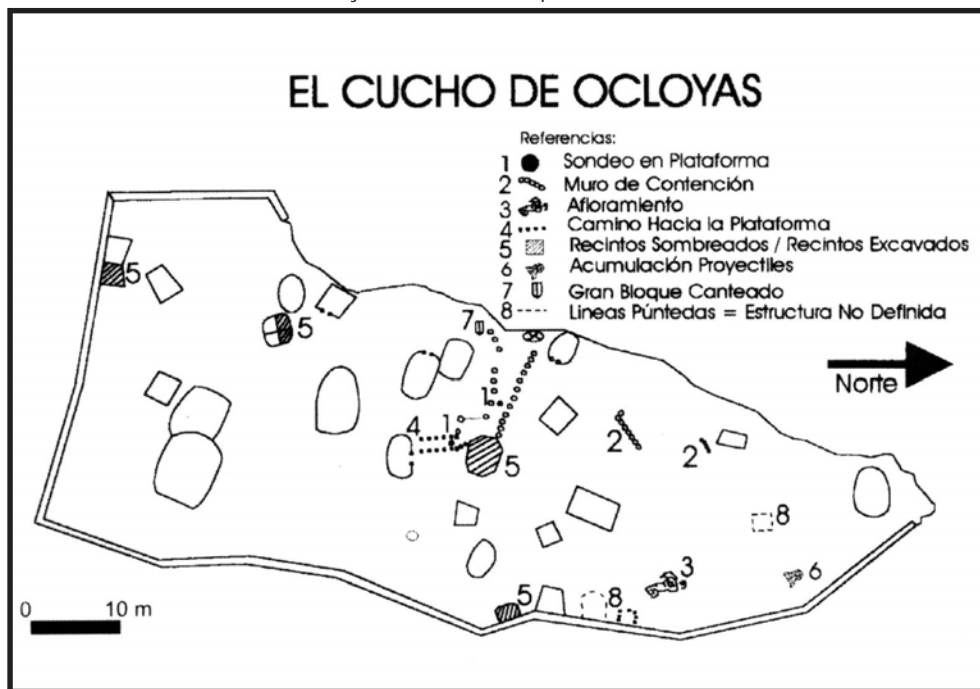 EL CUCHO DE OCLOYAS
Referencias:
1 Sondeo en Plataforma
2 Muro de Contención
3 Afloramiento
4 Camino Hacia la Plataforma
5 Recintos Sombreados / Recintos Excavados
6 Acumulación Proyectiles
7 Gran Bloque Canteado
8 Lineas Púntedas = Estructura No Definida
5
5
7
Norte
1
4 1
2
2
5
8
3
6
5
8
0 10 m